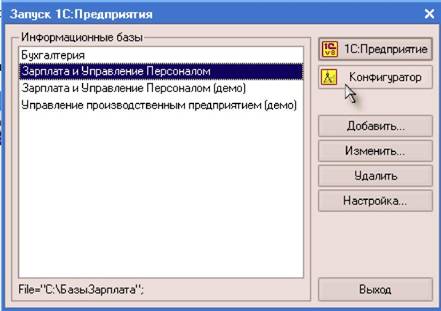 Запуск 1С:Предприятия
Информационные базы
Бухгалтерия
Зарплата и Управление Персоналом
Зарплата и Управление Персоналом (демо)
Управление производственным предприятием (демо)
File="C:\БазыЗарплата";
1С:Предприятие
Конфигуратор
Добавить...
Изменить...
Удалить
Настройка...
Выход